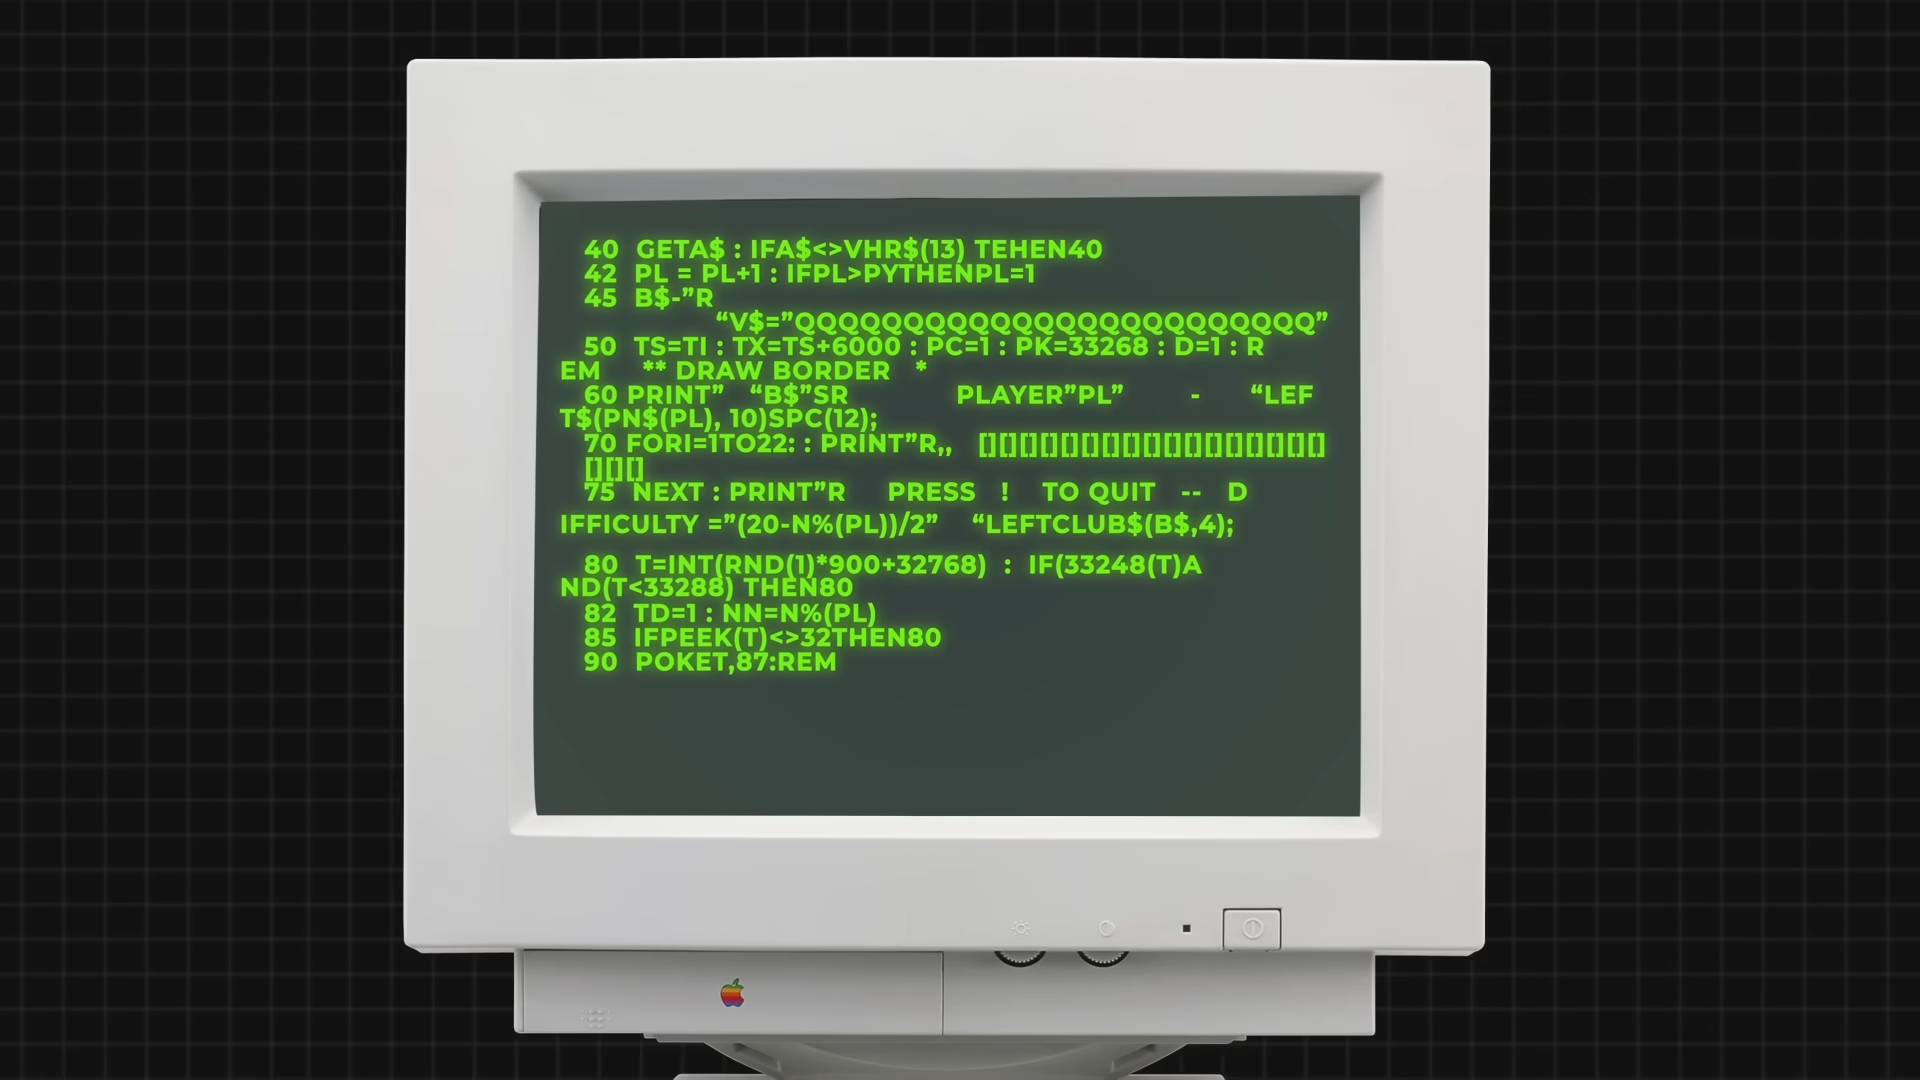 40 GETA$ : IFA$<>VHR$(13) TEHEN40
42 PL = PL+1 : IFPL>PYTHENPL=1
45 B$-”R
“V$=”QQQQQQQQQQQQQQQQQQQQQQQQ”
50 TS=TI : TX=TS+6000 : PC=1 : PK=33268 : D=1 : R
EM ** DRAW BORDER *
60 PRINT” “B$”SR PLAYER”PL” - “LEF
T$(PN$(PL), 10)SPC(12);
70 FORI=1TO22: : PRINT”R,, [][][][][][][][][][][][][][][][][]
[][][]
75 NEXT : PRINT”R PRESS ! TO QUIT -- D
IFFICULTY =”(20-N%(PL))/2” “LEFTCLUB$(B$,4);
80 T=INT(RND(1)*900+32768) : IF(33248(T)A
ND(T<33288) THEN80
82 TD=1 : NN=N%(PL)
85 IFPEEK(T)<>32THEN80
90 POKET,87:REM